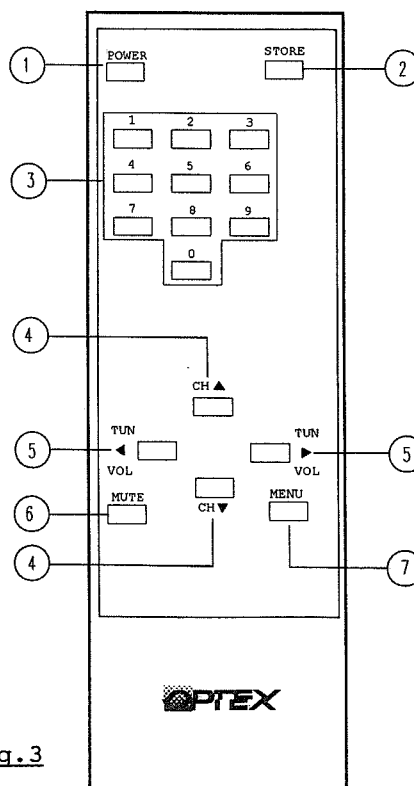 POWER STORE
1 2
1 2 3
3
4 5 6
7 8 9
0
4
CH ▲
TUN TUN
5 ◄ ► 5
VOL VOL
6 MUTE MENU
CH ▼
4 7
OPTEX
g.3